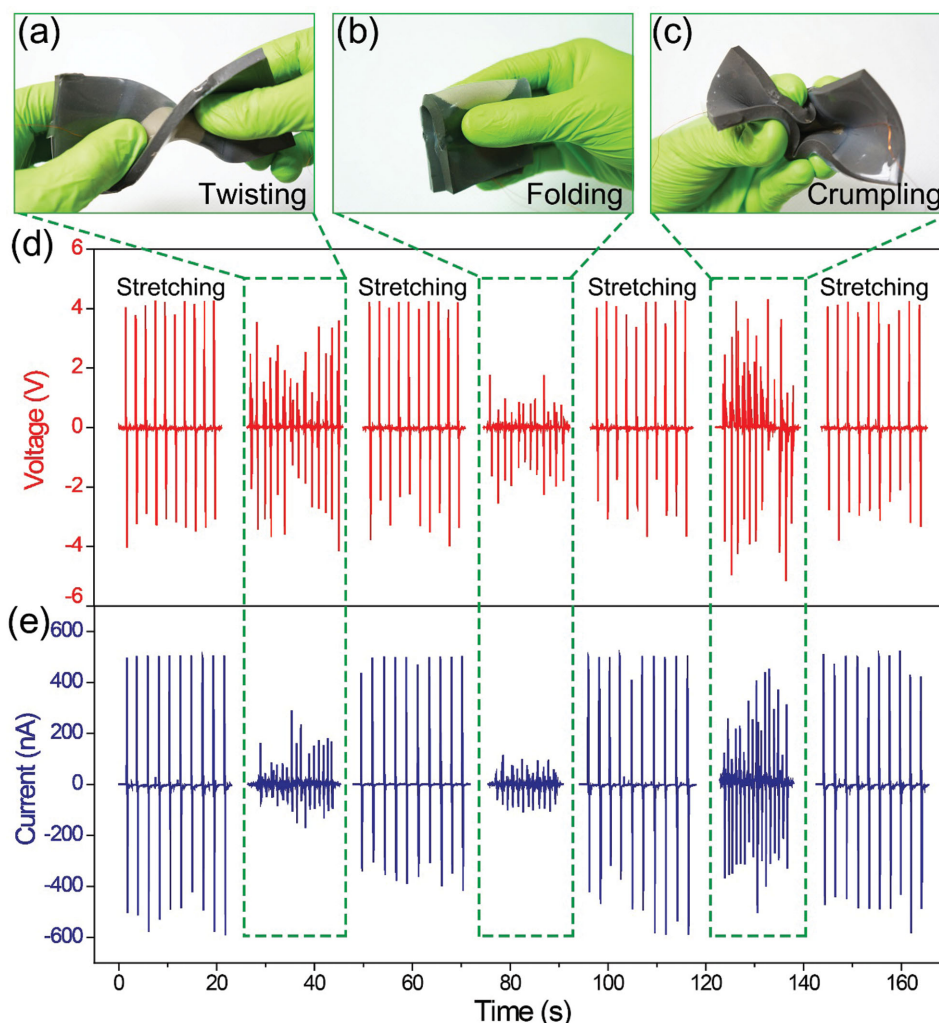 (a)
Twisting
(b)
Folding
(c)
Crumpling
(d)
6
4
2
0
-2
-4
-6
Voltage (V)
Stretching
Stretching
Stretching
Stretching
(e)
600
400
200
0
-200
-400
-600
Current (nA)
0 20 40 60 80 100 120 140 160
Time (s)